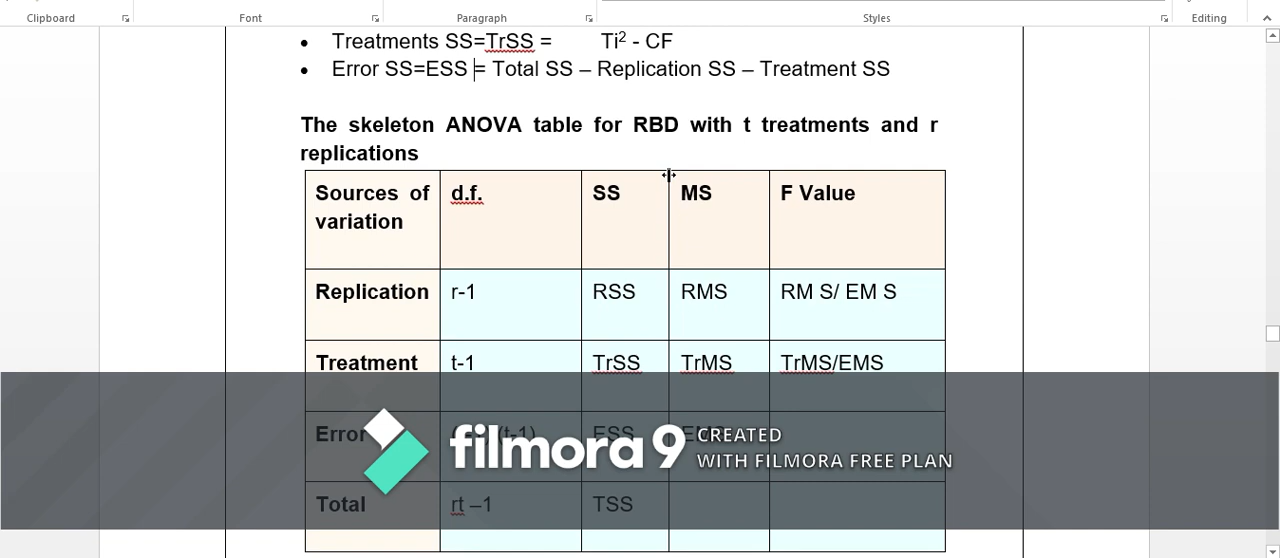 Clipboard Font Paragraph Styles Editing
• Treatments SS=TrSS = Ti² - CF
• Error SS=ESS = Total SS – Replication SS – Treatment SS
The skeleton ANOVA table for RBD with t treatments and r
replications
Sources of variation d.f. SS MS F Value
Replication r-1 RSS RMS RM S/ EM S
Treatment t-1 TrSS TrMS TrMS/EMS
Error (t-1) ESS
Total rt –1 TSS
filmora 9 CREATED
WITH FILMORA FREE PLAN